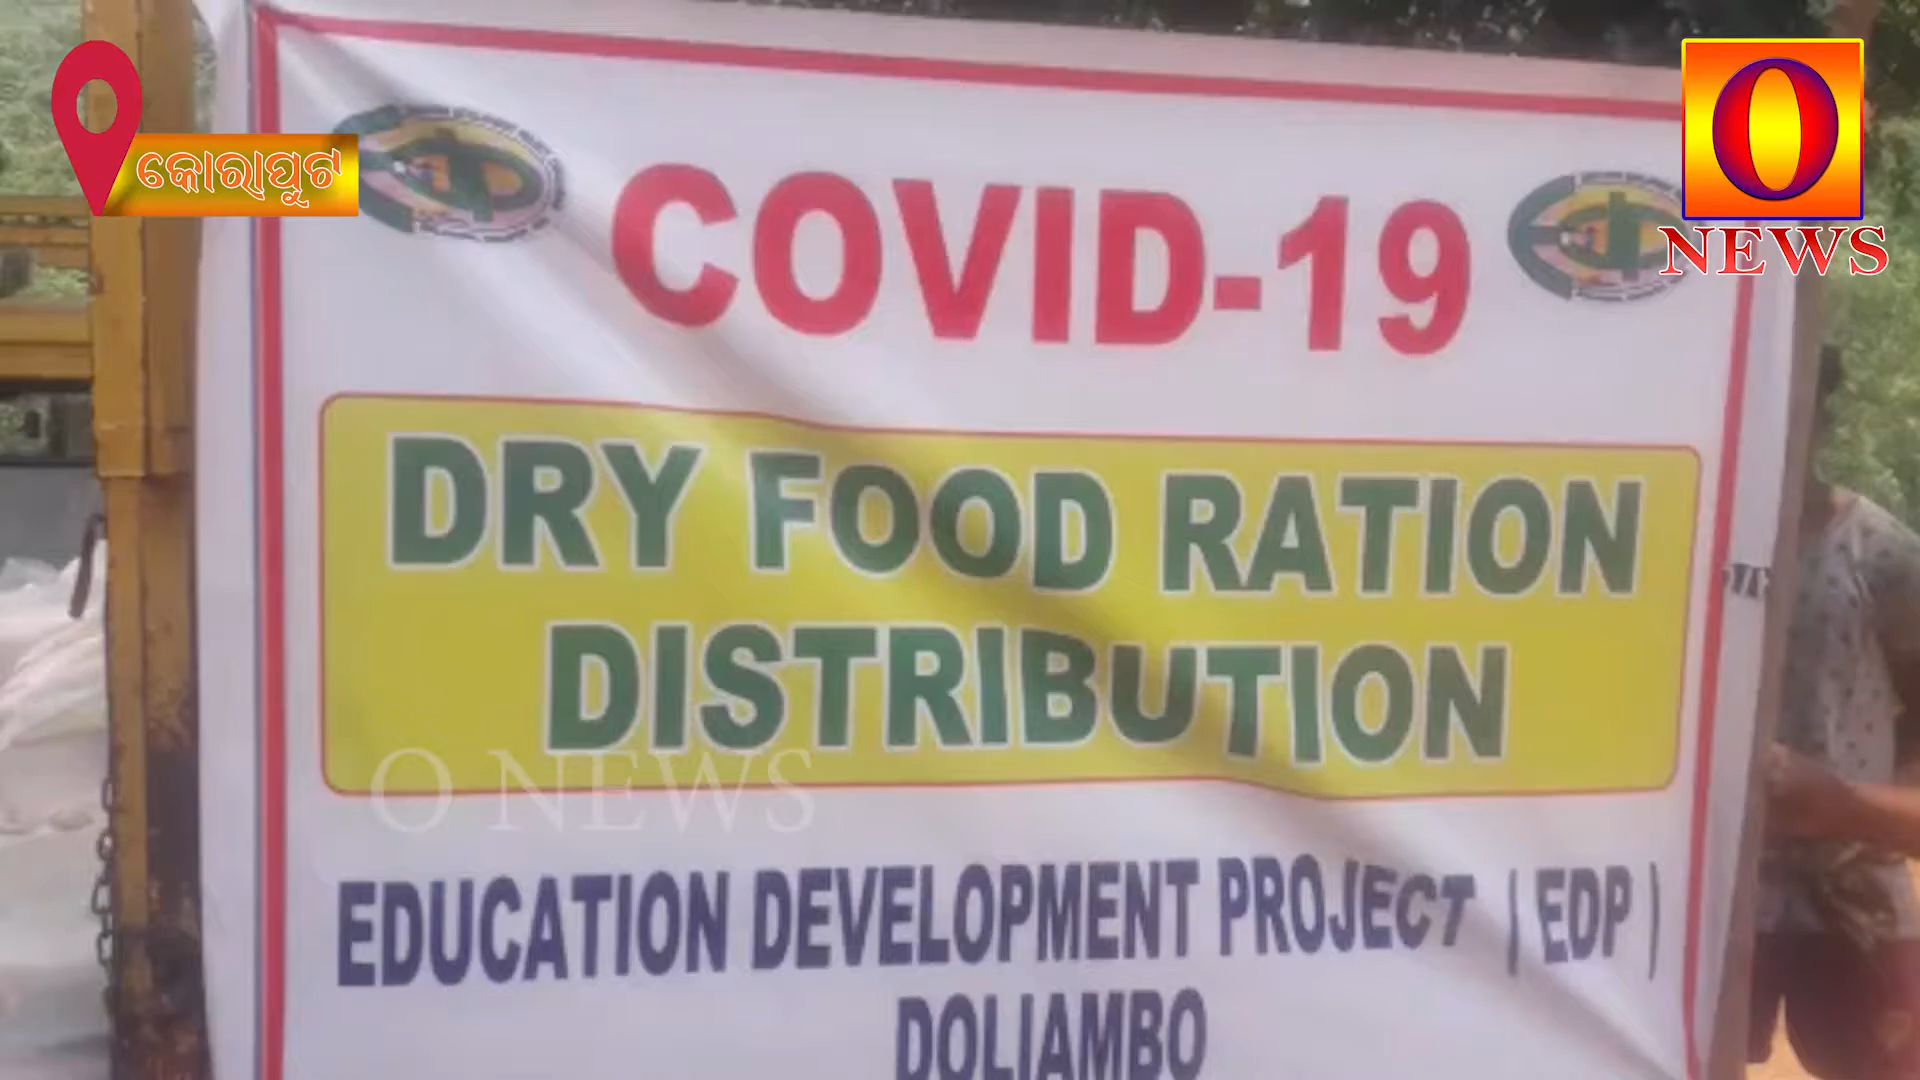 କୋରାପୁଟ
O
NEWS
COVID-19
DRY FOOD RATION
DISTRIBUTION
O NEWS
EDUCATION DEVELOPMENT PROJECT ( EDP )
DOLIAMBO